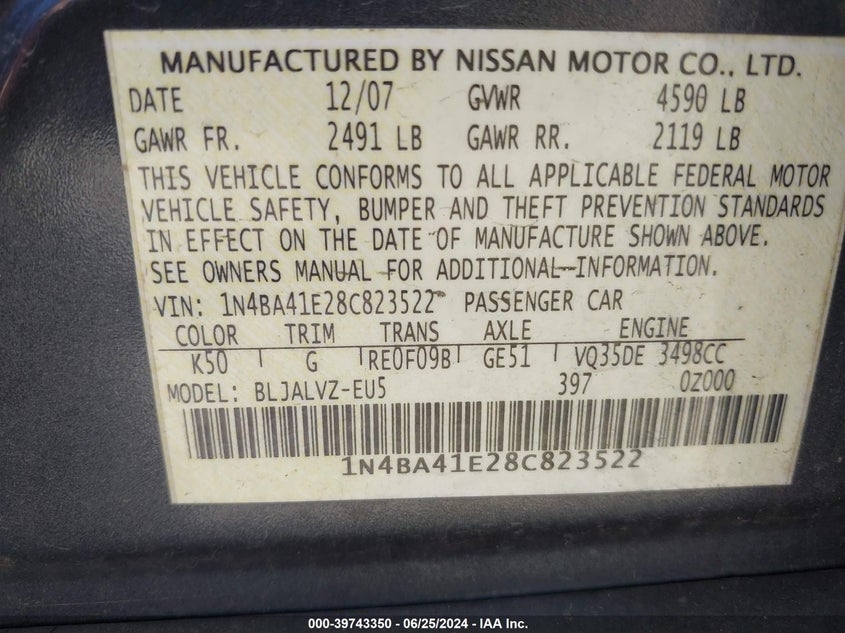 MANUFACTURED BY NISSAN MOTOR CO., LTD.
DATE 12/07 GVWR 4590 LB
GAWR FR. 2491 LB GAWR RR. 2119 LB
THIS VEHICLE CONFORMS TO ALL APPLICABLE FEDERAL MOTOR
VEHICLE SAFETY, BUMPER AND THEFT PREVENTION STANDARDS
IN EFFECT ON THE DATE OF MANUFACTURE SHOWN ABOVE.
SEE OWNERS MANUAL FOR ADDITIONAL INFORMATION.
VIN: 1N4BA41E28C823522 PASSENGER CAR
COLOR TRIM TRANS AXLE ENGINE
K50 G RE0F09B GE51 VQ35DE 3498CC
MODEL: BLJALVZ-EU5 397 0Z000
1N4BA41E28C823522
000-39743350 / 06/25/2024 - IAA Inc.